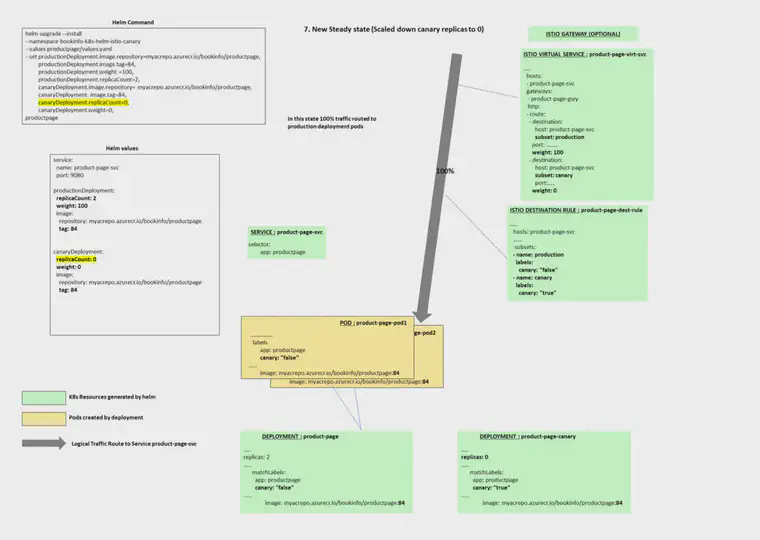 Helm Command
helm upgrade --install
--namespace bookinfo-k8s-helm-istio-canary
--values productpage/values.yaml
--set productionDeployment.image.repository=myacrepo.azurecr.io/bookinfo/productpage,
productionDeployment.image.tag=84,
productionDeployment.weight =100,
productionDeployment.replicaCount=2,
canaryDeployment.image.repository= myacrepo.azurecr.io/bookinfo/productpage,
canaryDeployment. image.tag=84,
canaryDeployment.replicaCount=0,
canaryDeployment.weight=0,
productpage
7. New Steady state (Scaled down canary replicas to 0)
In this state 100% traffic routed to
production deployment pods
100%
ISTIO GATEWAY (OPTIONAL)
ISTIO VIRTUAL SERVICE : product-page-virt-svc
.....
hosts:
- product-page-svc
gateways:
- product-page-gwy
http:
- route:
- destination:
host: product-page-svc
subset: production
port: ........
weight: 100
- destination:
host: product-page-svc
subset: canary
port:.....
weight: 0
Helm values
service:
name: product-page-svc
port: 9080
productionDeployment:
replicaCount: 2
weight: 100
image:
repository: myacrepo.azurecr.io/bookinfo/productpage
tag: 84
canaryDeployment:
replicaCount: 0
weight: 0
image:
repository: myacrepo.azurecr.io/bookinfo/productpage
tag: 84
SERVICE : product-page-svc
selector:
app: productpage
ISTIO DESTINATION RULE : product-page-dest-rule
....
hosts: product-page-svc
.....
subsets:
- name: production
labels:
canary: "false"
- name: canary
labels:
canary: "true"
POD : product-page-pod1
............
labels
app: productpage
canary: "false"
.....
image: myacrepo.azurecr.io/bookinfo/productpage:84
ge-pod2
image: myacrepo.azurecr.io/bookinfo/productpage:84
K8s Resources generated by helm
Pods created by deployment
Logical Traffic Route to Service product-page-svc
DEPLOYMENT : product-page
.....
replicas: 2
.....
matchLabels:
app: productpage
canary: "false"
.....
image: myacrepo.azurecr.io/bookinfo/productpage:84
DEPLOYMENT : product-page-canary
.....
replicas: 0
.....
matchLabels:
app: productpage
canary: "true"
.....
image: myacrepo.azurecr.io/bookinfo/productpage:84